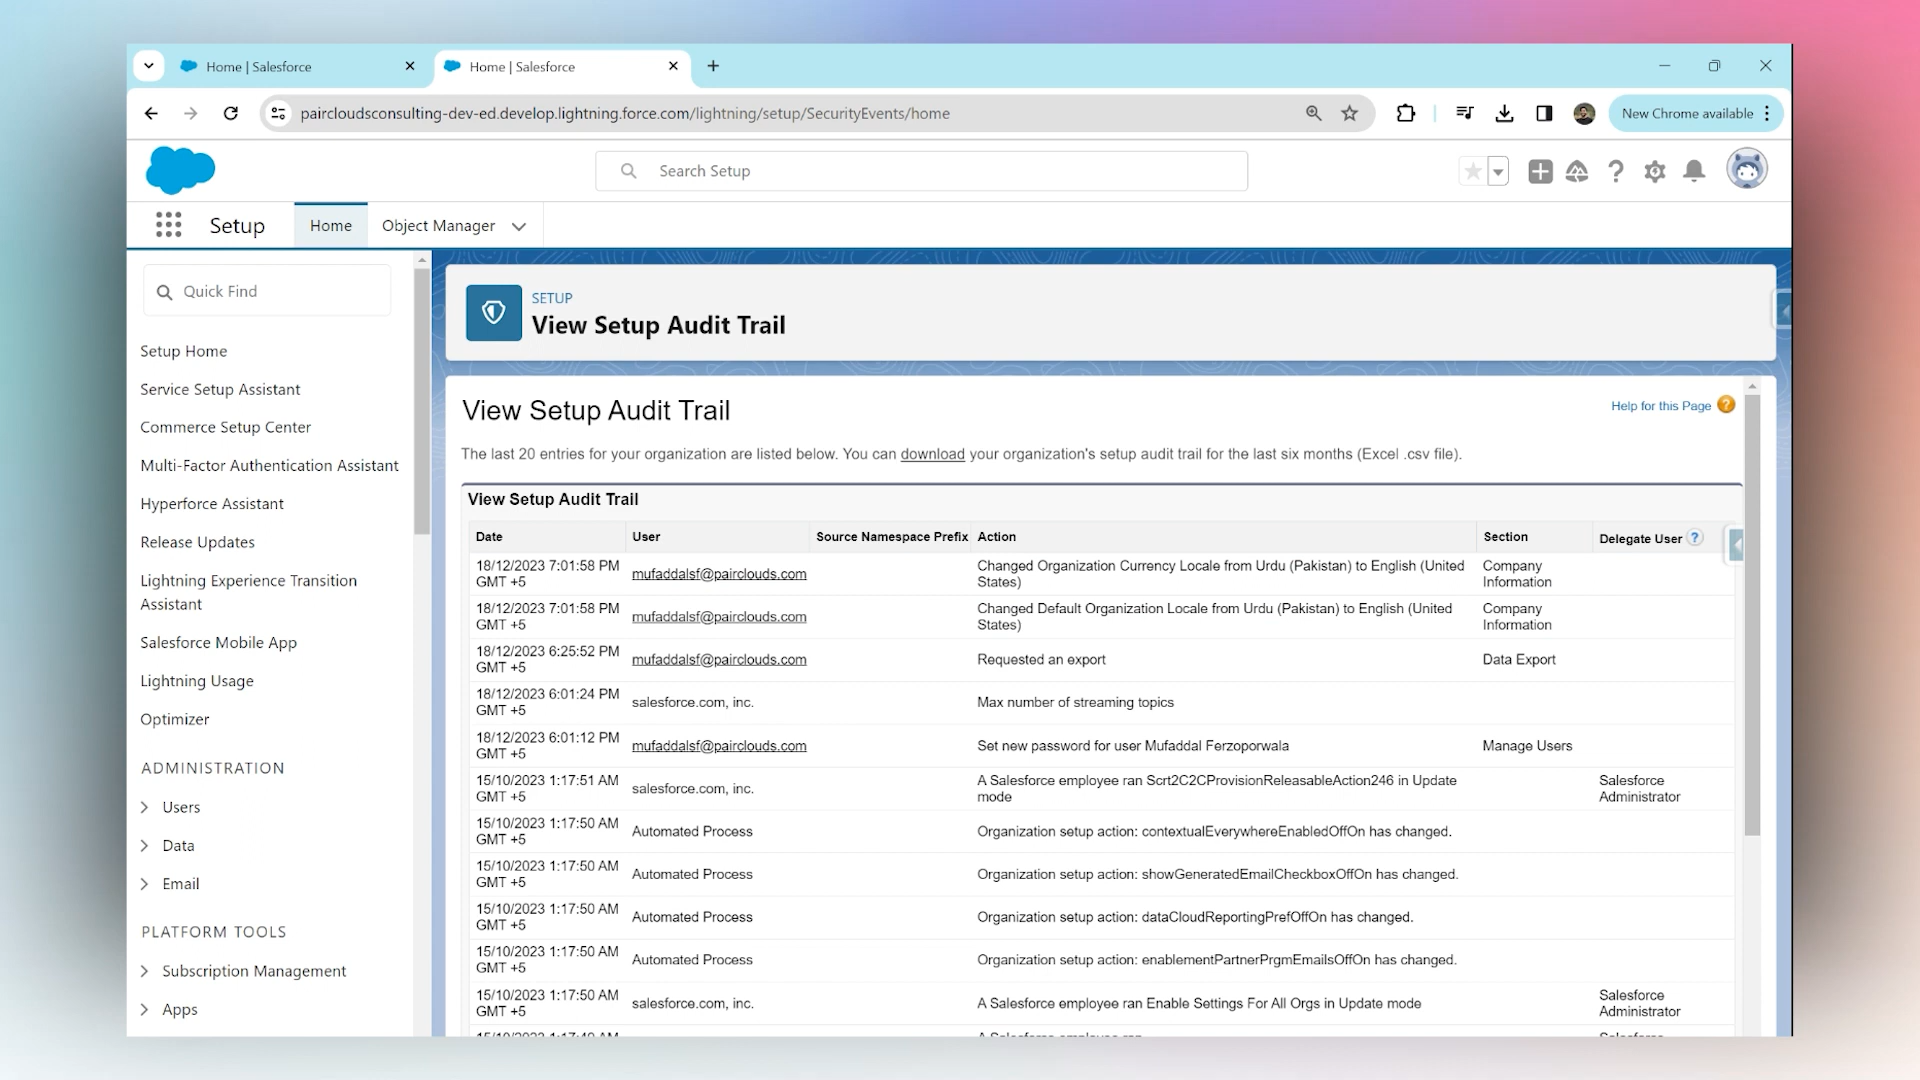 Home | Salesforce
Home | Salesforce
paircloudsconsulting-dev-ed.develop.lightning.force.com/lightning/setup/SecurityEvents/home
New Chrome available
Search Setup
Setup
Home
Object Manager
Quick Find
Setup Home
Service Setup Assistant
Commerce Setup Center
Multi-Factor Authentication Assistant
Hyperforce Assistant
Release Updates
Lightning Experience Transition
Assistant
Salesforce Mobile App
Lightning Usage
Optimizer
ADMINISTRATION
Users
Data
Email
PLATFORM TOOLS
Subscription Management
Apps
SETUP
View Setup Audit Trail
View Setup Audit Trail
Help for this Page ?
The last 20 entries for your organization are listed below. You can download your organization's setup audit trail for the last six months (Excel .csv file).
View Setup Audit Trail
Date User Source Namespace Prefix Action Section Delegate User ?
18/12/2023 7:01:58 PM
GMT +5
mufaddalsf@pairclouds.com
Changed Organization Currency Locale from Urdu (Pakistan) to English (United
States)
Company
Information
18/12/2023 7:01:58 PM
GMT +5
mufaddalsf@pairclouds.com
Changed Default Organization Locale from Urdu (Pakistan) to English (United
States)
Company
Information
18/12/2023 6:25:52 PM
GMT +5
mufaddalsf@pairclouds.com
Requested an export
Data Export
18/12/2023 6:01:24 PM
GMT +5
salesforce.com, inc.
Max number of streaming topics
18/12/2023 6:01:12 PM
GMT +5
mufaddalsf@pairclouds.com
Set new password for user Mufaddal Ferzoporwala
Manage Users
15/10/2023 1:17:51 AM
GMT +5
salesforce.com, inc.
A Salesforce employee ran Scrt2C2CProvisionReleasableAction246 in Update
mode
Salesforce
Administrator
15/10/2023 1:17:50 AM
GMT +5
Automated Process
Organization setup action: contextualEverywhereEnabledOffOn has changed.
15/10/2023 1:17:50 AM
GMT +5
Automated Process
Organization setup action: showGeneratedEmailCheckboxOffOn has changed.
15/10/2023 1:17:50 AM
GMT +5
Automated Process
Organization setup action: dataCloudReportingPrefOffOn has changed.
15/10/2023 1:17:50 AM
GMT +5
Automated Process
Organization setup action: enablementPartnerPrgmEmailsOffOn has changed.
15/10/2023 1:17:50 AM
GMT +5
salesforce.com, inc.
A Salesforce employee ran Enable Settings For All Orgs in Update mode
Salesforce
Administrator